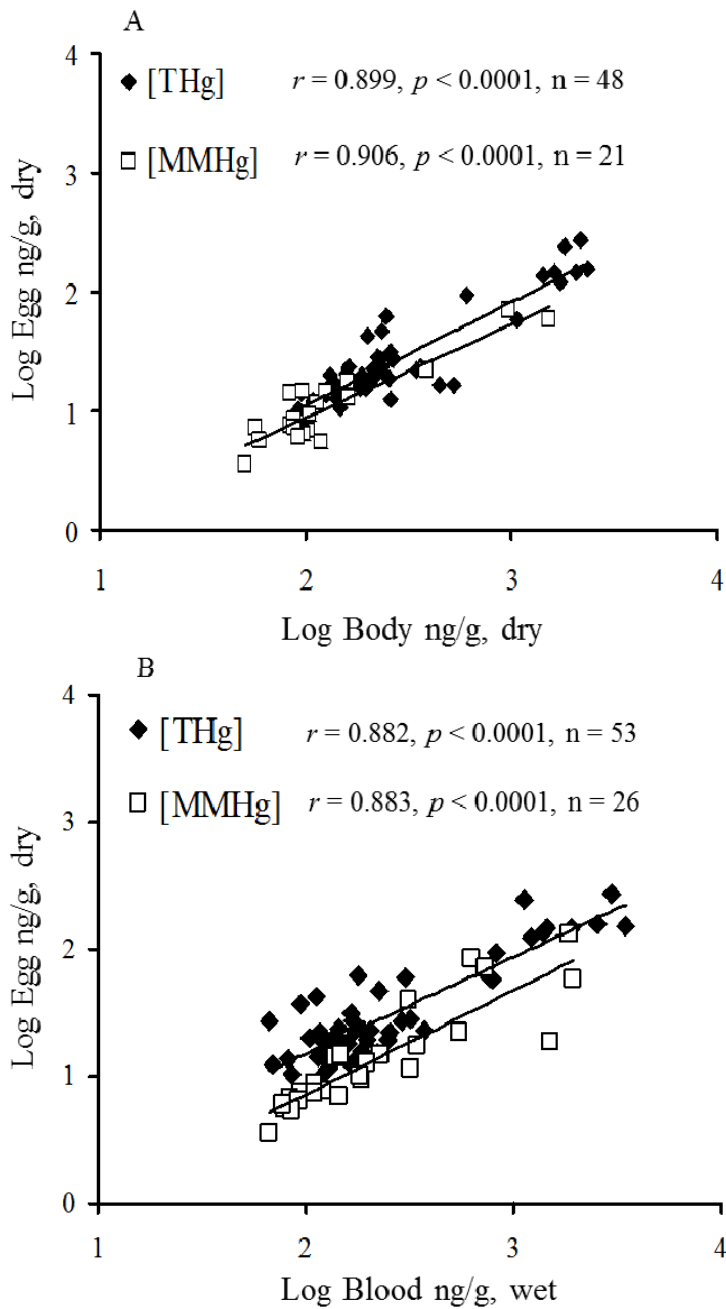 A
4
3
2
1
0
Log Egg ng/g, dry
◆ [THg] r = 0.899, p < 0.0001, n = 48
□ [MMHg] r = 0.906, p < 0.0001, n = 21
1 2 3 4
Log Body ng/g, dry
B
4
3
2
1
0
Log Egg ng/g, dry
◆ [THg] r = 0.882, p < 0.0001, n = 53
□ [MMHg] r = 0.883, p < 0.0001, n = 26
1 2 3 4
Log Blood ng/g, wet